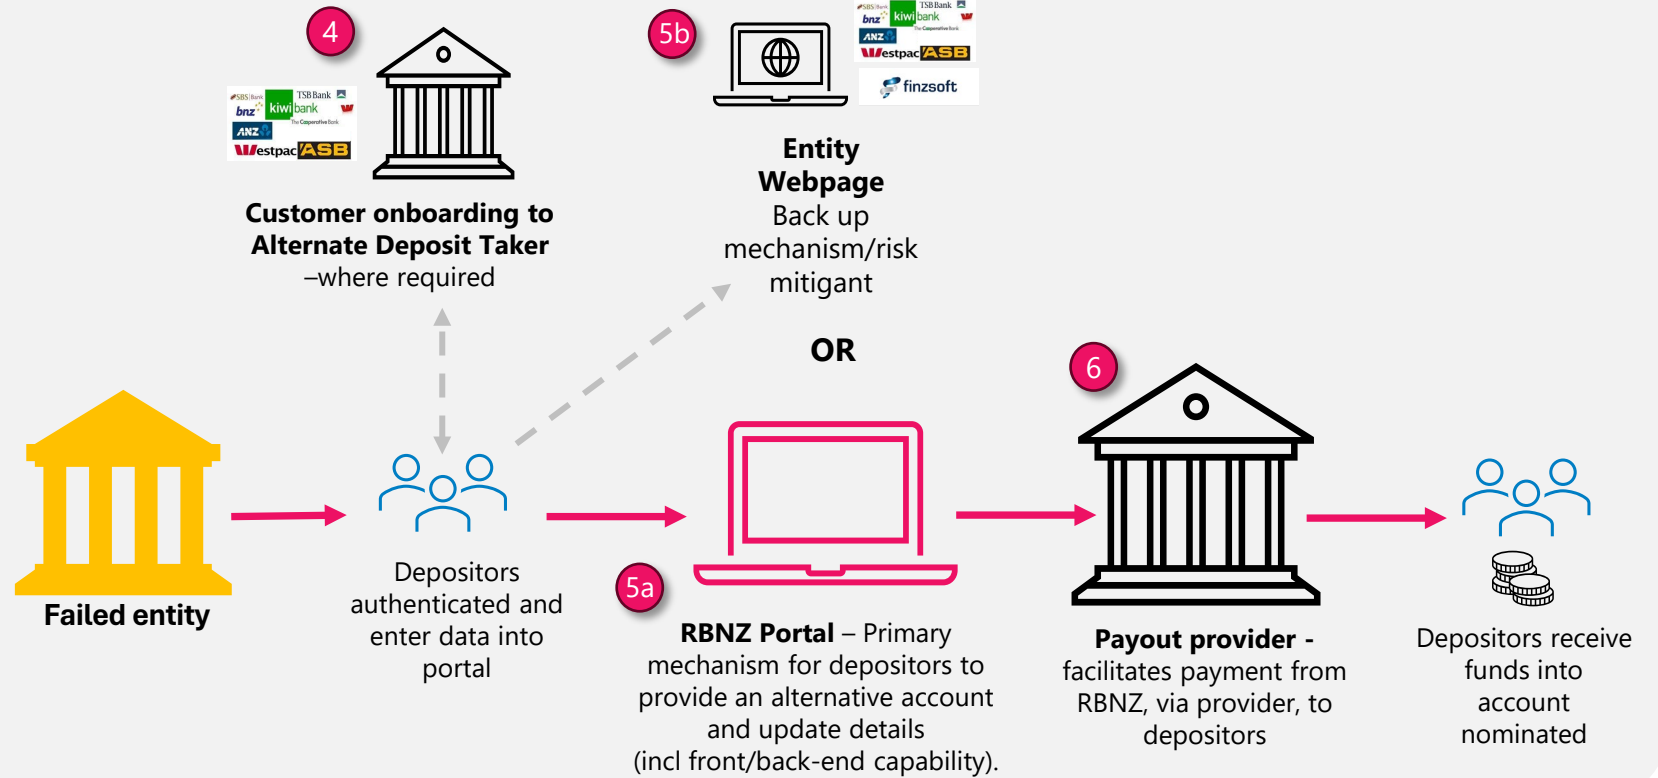 4
SBS Bank
TSB Bank
bnz
kiwibank
The Cooperative Bank
ANZ
Westpac
ASB
Customer onboarding to
Alternate Deposit Taker
–where required
5b
SBS Bank
TSB Bank
bnz
kiwibank
The Cooperative Bank
ANZ
Westpac
ASB
finzsoft
Entity
Webpage
Back up
mechanism/risk
mitigant
OR
Failed entity
Depositors
authenticated and
enter data into
portal
5a
RBNZ Portal – Primary
mechanism for depositors to
provide an alternative account
and update details
(incl front/back-end capability).
6
Payout provider -
facilitates payment from
RBNZ, via provider, to
depositors
Depositors receive
funds into
account
nominated